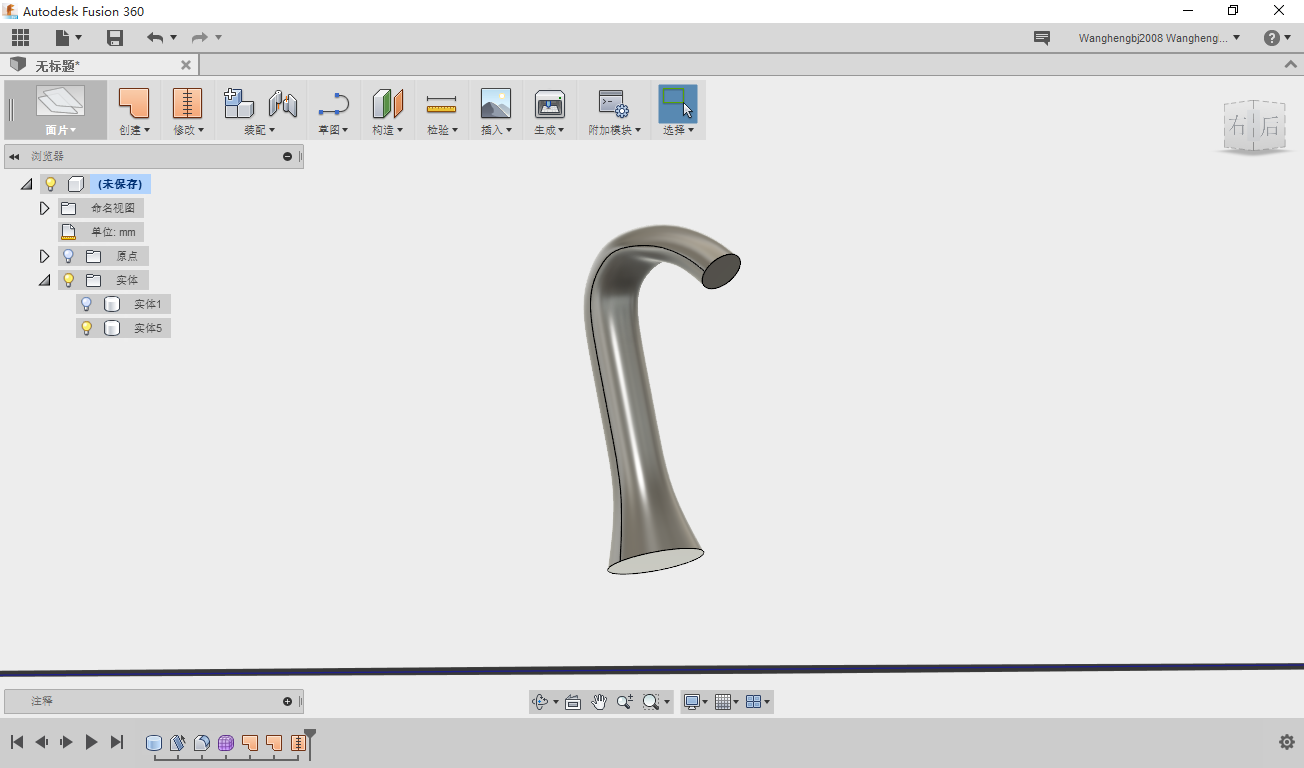 Autodesk Fusion 360
Wanghengbj2008 Wangheng|...
无标题*
面片 创建 修改 装配 草图 构造 检验 插入 生成 附加模块 选择
右 后
浏览器
(未保存)
命名视图
单位: mm
原点
实体
实体1
实体5
注释